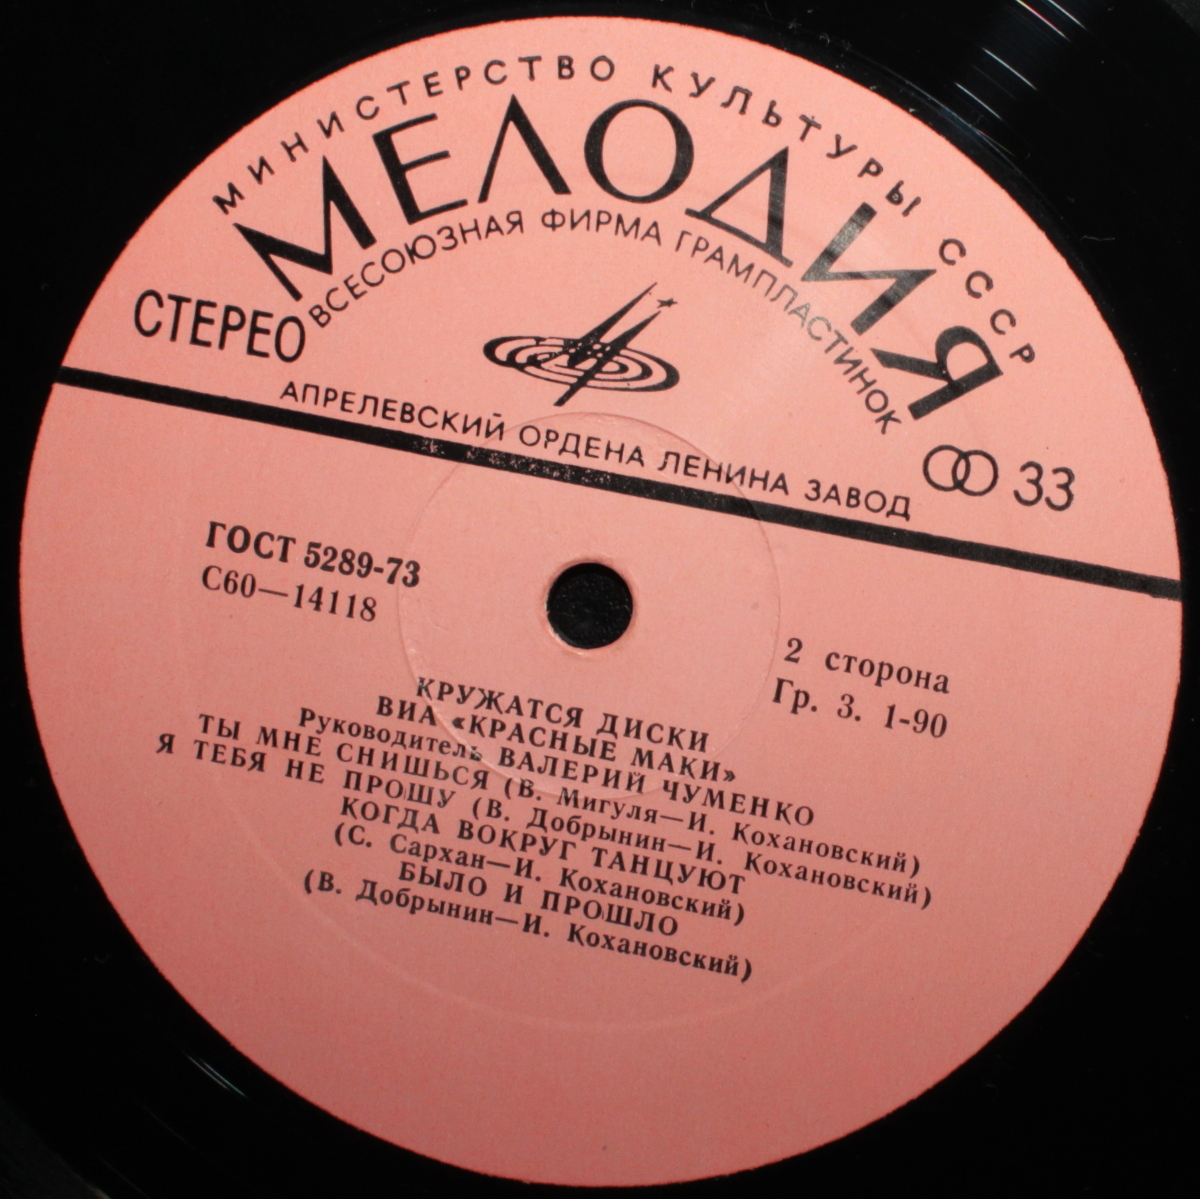 МИНИСТЕРСТВО КУЛЬТУРЫ СССР
МЕЛОДИЯ
ВСЕСОЮЗНАЯ ФИРМА ГРАМПЛАСТИНОК
СТЕРЕО
33
АПРЕЛЕВСКИЙ ОРДЕНА ЛЕНИНА ЗАВОД
ГОСТ 5289-73
С60—14118
2 сторона
Гр. 3. 1-90
КРУЖАТСЯ ДИСКИ
ВИА «КРАСНЫЕ МАКИ»
Руководитель ВАЛЕРИЙ ЧУМЕНКО
ТЫ МНЕ СНИШЬСЯ (В. Мигуля—И. Кохановский)
Я ТЕБЯ НЕ ПРОШУ (В. Добрынин—И. Кохановский)
КОГДА ВОКРУГ ТАНЦУЮТ
(С. Сархан—И. Кохановский)
БЫЛО И ПРОШЛО
(В. Добрынин—И. Кохановский)